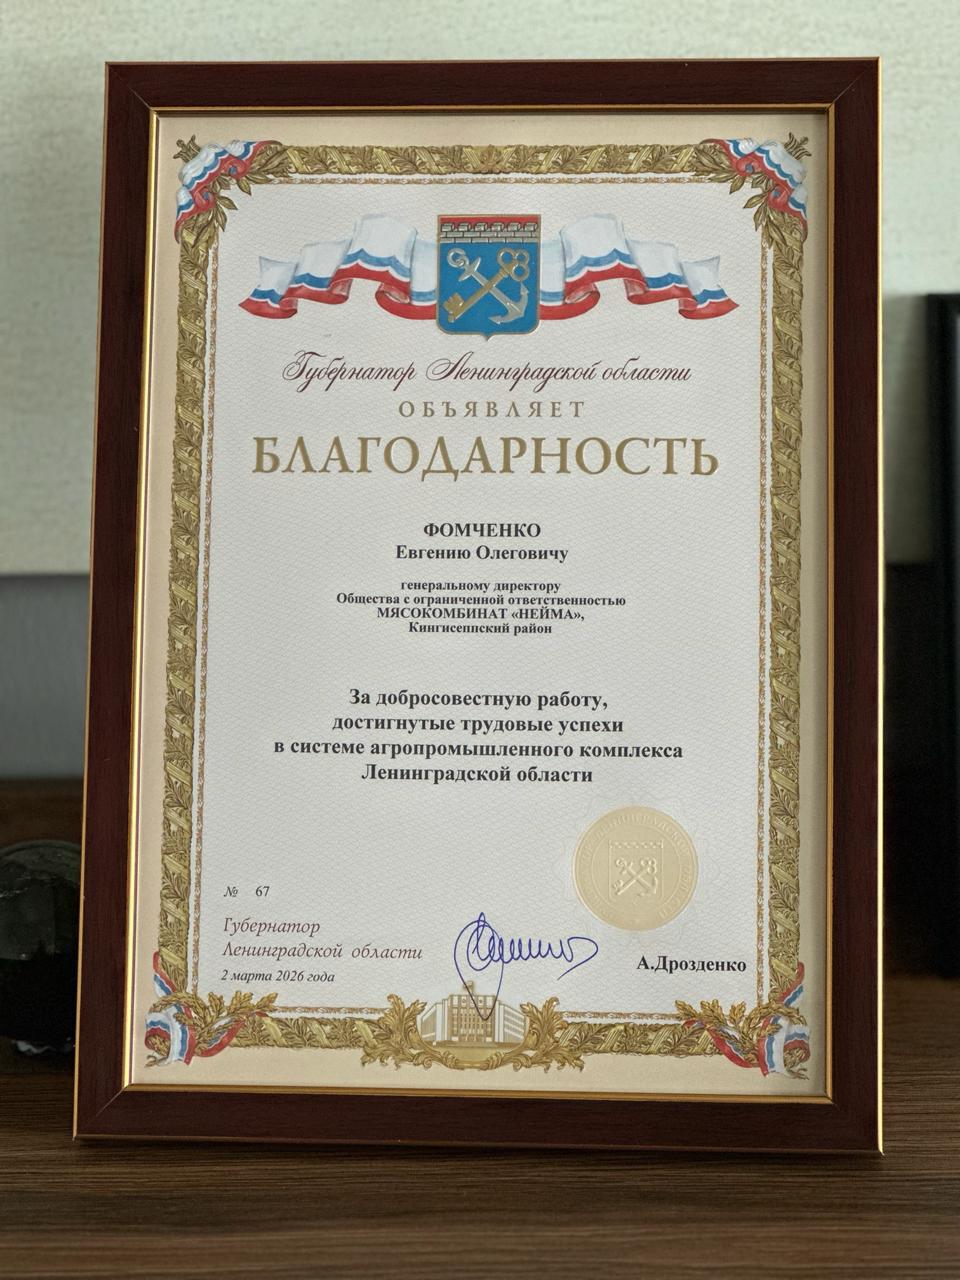 Губернатор Ленинградской области
ОБЪЯВЛЯЕТ
БЛАГОДАРНОСТЬ
ФОМЧЕНКО
Евгению Олеговичу
генеральному директору
Общества с ограниченной ответственностью
МЯСОКОМБИНАТ «НЕЙМА»,
Кингисеппский район
За добросовестную работу,
достигнутые трудовые успехи
в системе агропромышленного комплекса
Ленинградской области
№ 67
Губернатор
Ленинградской области
А.Дрозденко
2 марта 2026 года